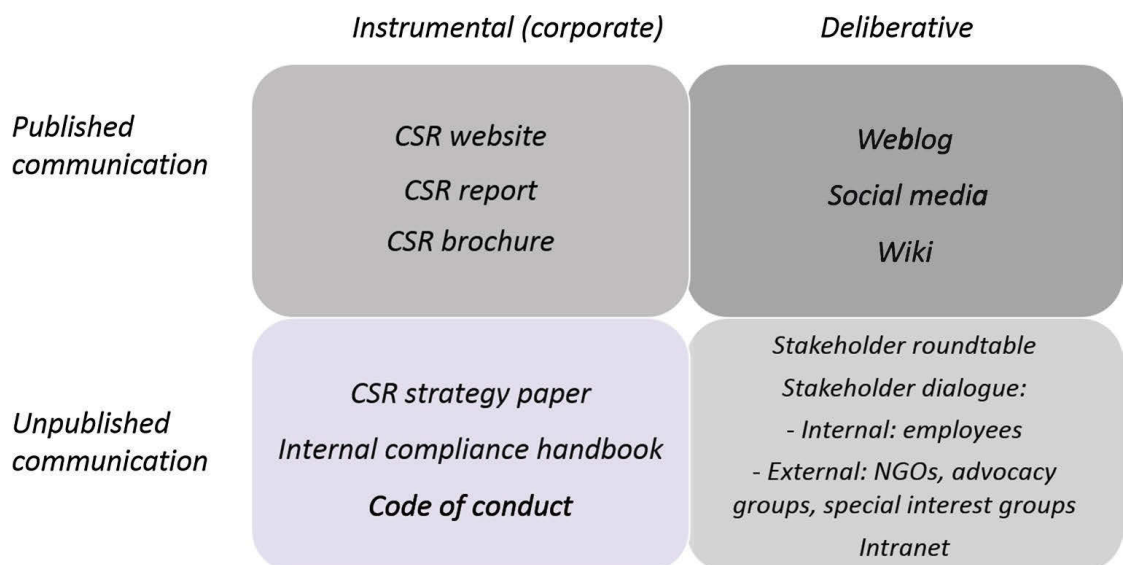 Instrumental (corporate)
Deliberative
Published
communication
CSR website
CSR report
CSR brochure
Weblog
Social media
Wiki
Unpublished
communication
CSR strategy paper
Internal compliance handbook
Code of conduct
Stakeholder roundtable
Stakeholder dialogue:
- Internal: employees
- External: NGOs, advocacy
groups, special interest groups
Intranet